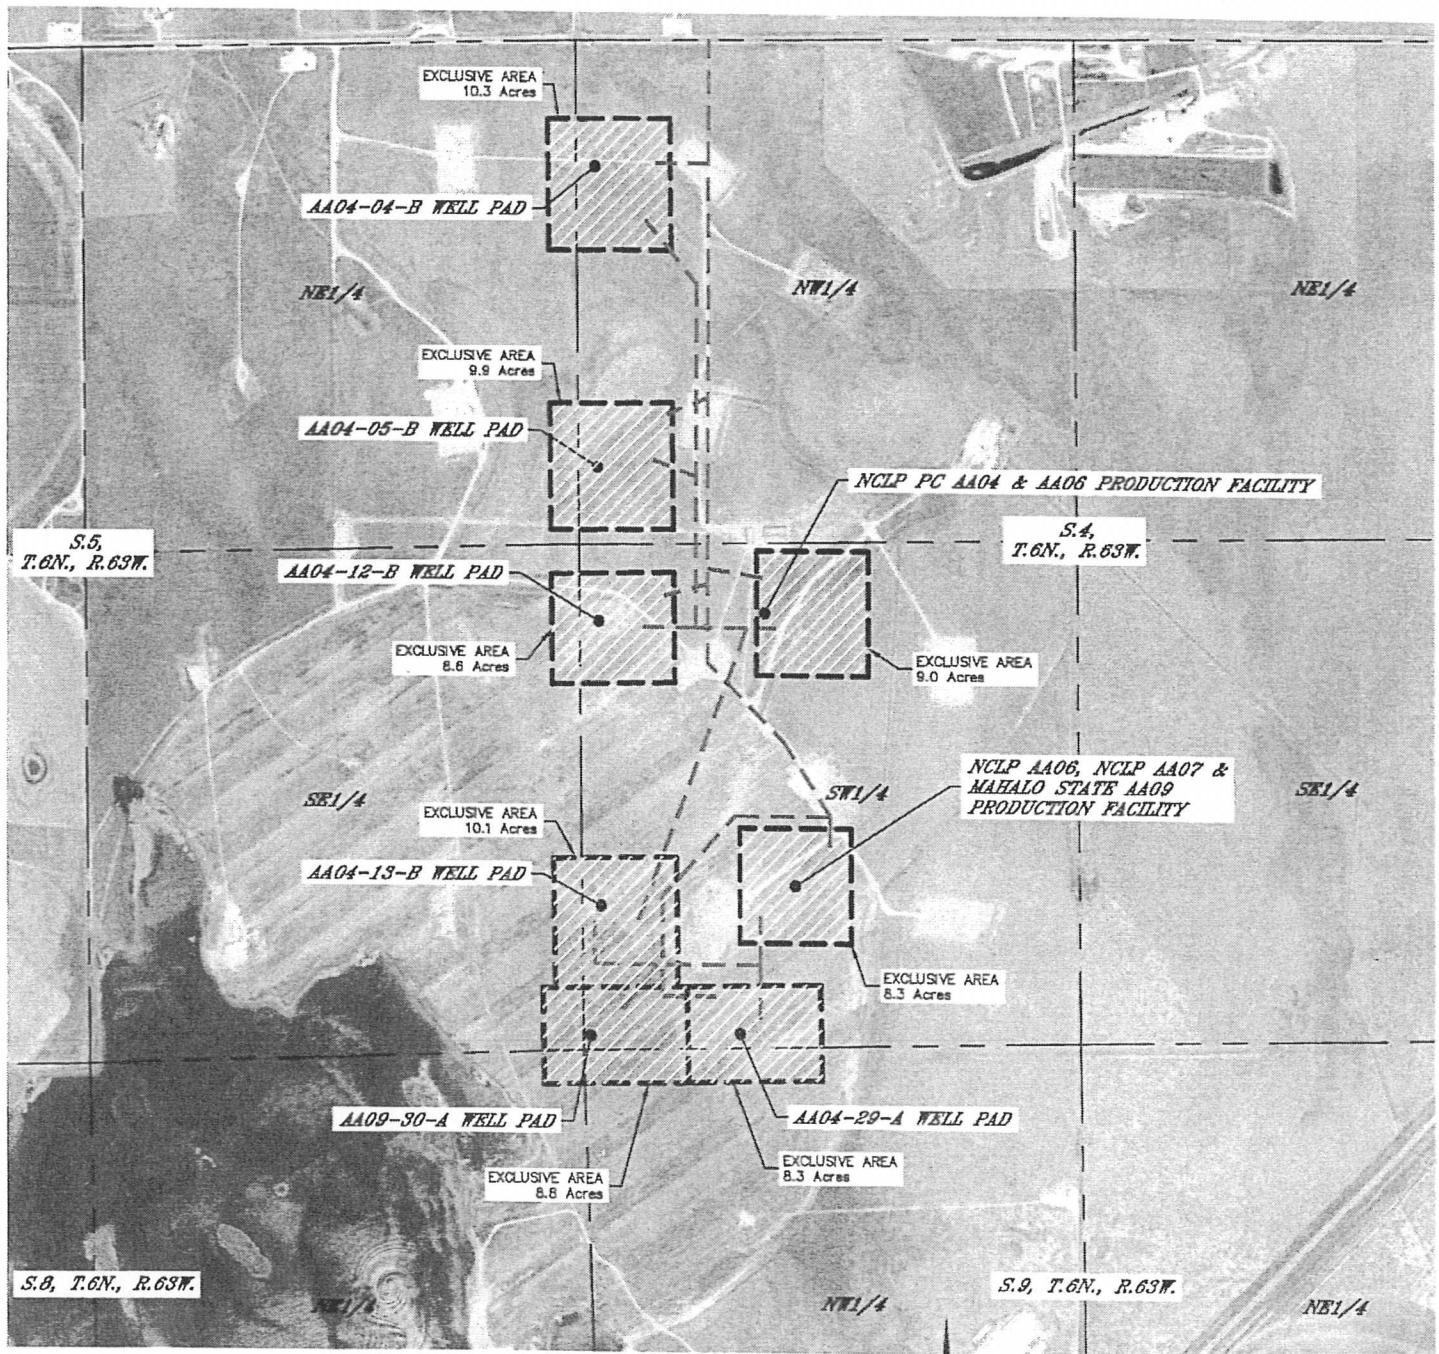 EXCLUSIVE AREA
10.3 Acres
AA04-04-B WELL PAD
NE1/4
NW1/4
NE1/4
EXCLUSIVE AREA
9.9 Acres
AA04-05-B WELL PAD
NCLP PC AA04 & AA06 PRODUCTION FACILITY
S.5,
T.6N., R.63W.
S.4,
T.6N., R.63W.
AA04-12-B WELL PAD
EXCLUSIVE AREA
8.6 Acres
EXCLUSIVE AREA
9.0 Acres
NCLP AA06, NCLP AA07 &
MAHALO STATE AA09
PRODUCTION FACILITY
SE1/4
SW1/4
SE1/4
EXCLUSIVE AREA
10.1 Acres
AA04-13-B WELL PAD
EXCLUSIVE AREA
8.3 Acres
AA09-30-A WELL PAD
AA04-29-A WELL PAD
EXCLUSIVE AREA
8.8 Acres
EXCLUSIVE AREA
8.3 Acres
S.8, T.6N., R.63W.
S.9, T.6N., R.63W.
NE1/4
NW1/4
NE1/4